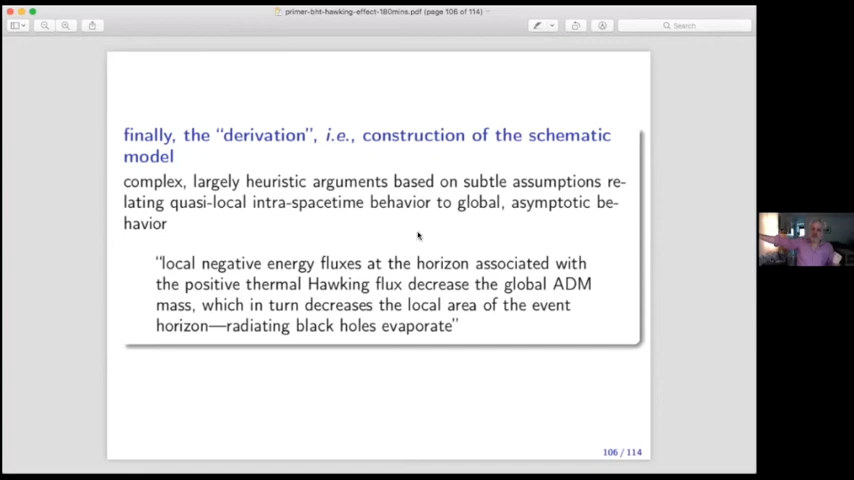 primer-bht-hawking-effect-180mins.pdf (page 106 of 114)
Search
finally, the “derivation”, i.e., construction of the schematic
model
complex, largely heuristic arguments based on subtle assumptions re-
lating quasi-local intra-spacetime behavior to global, asymptotic be-
havior
“local negative energy fluxes at the horizon associated with
the positive thermal Hawking flux decrease the global ADM
mass, which in turn decreases the local area of the event
horizon—radiating black holes evaporate”
106 / 114